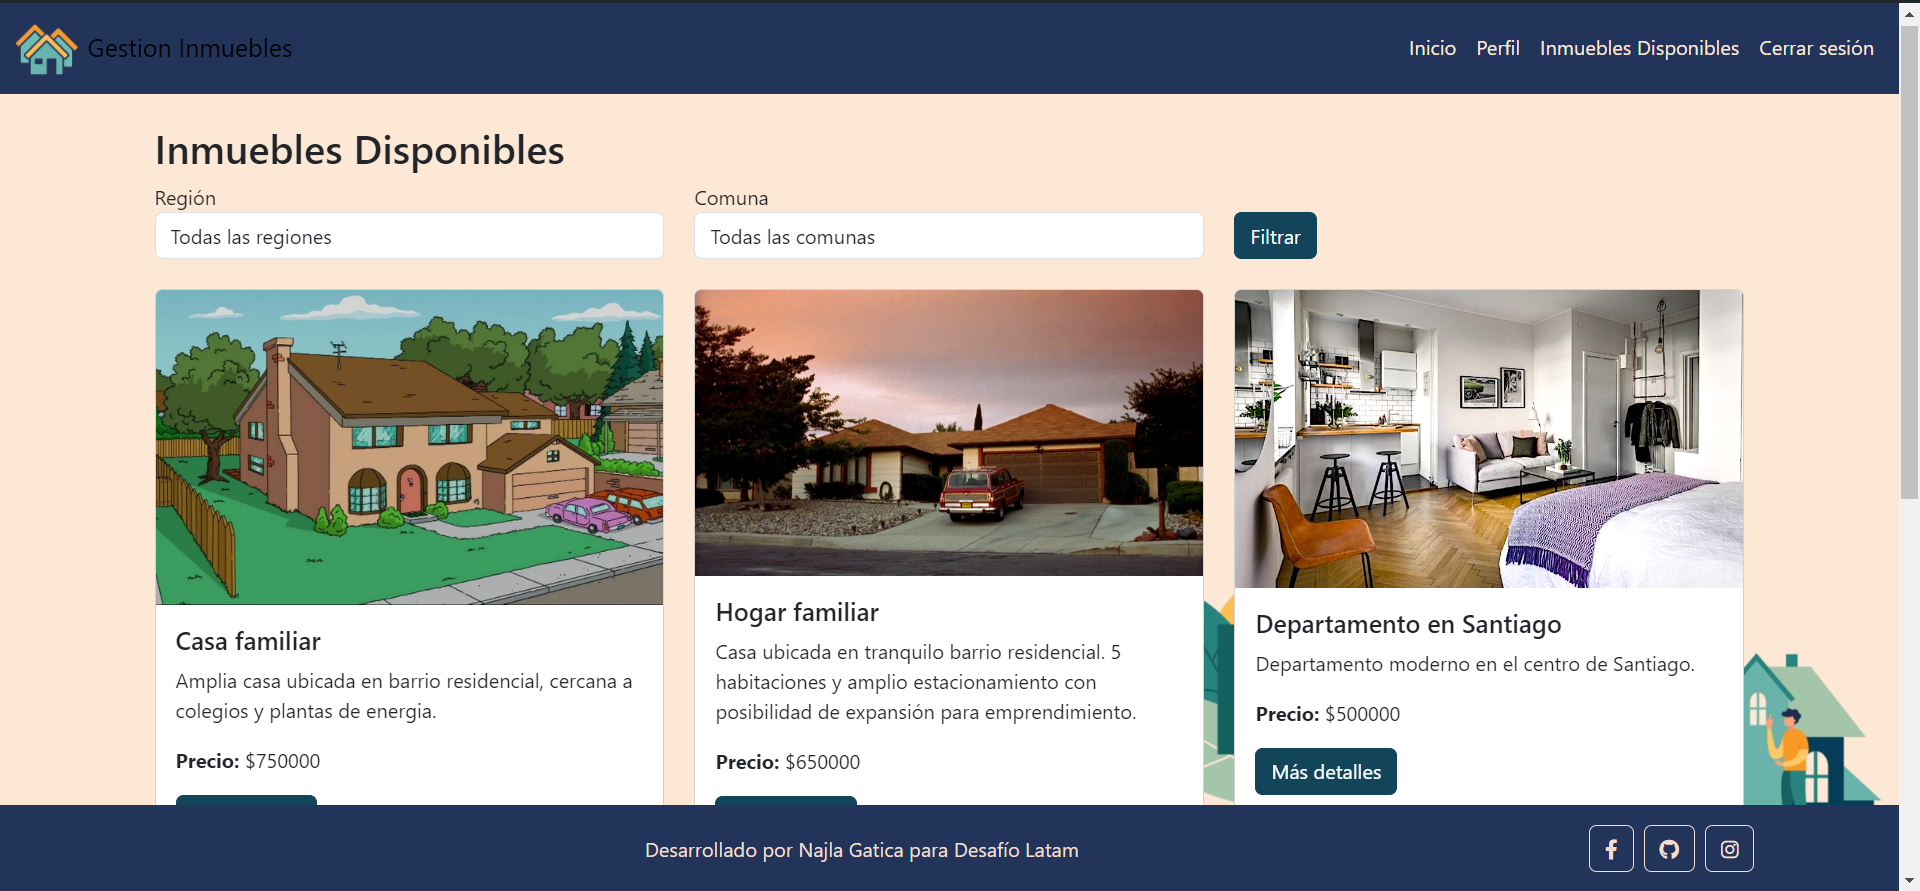 Gestion Inmuebles
Inicio Perfil Inmuebles Disponibles Cerrar sesión
Inmuebles Disponibles
Región
Comuna
Todas las regiones
Todas las comunas
Filtrar
Casa familiar
Amplia casa ubicada en barrio residencial, cercana a
colegios y plantas de energia.
Precio: $750000
Hogar familiar
Casa ubicada en tranquilo barrio residencial. 5
habitaciones y amplio estacionamiento con
posibilidad de expansión para emprendimiento.
Precio: $650000
Departamento en Santiago
Departamento moderno en el centro de Santiago.
Precio: $500000
Más detalles
Desarrollado por Najla Gatica para Desafío Latam